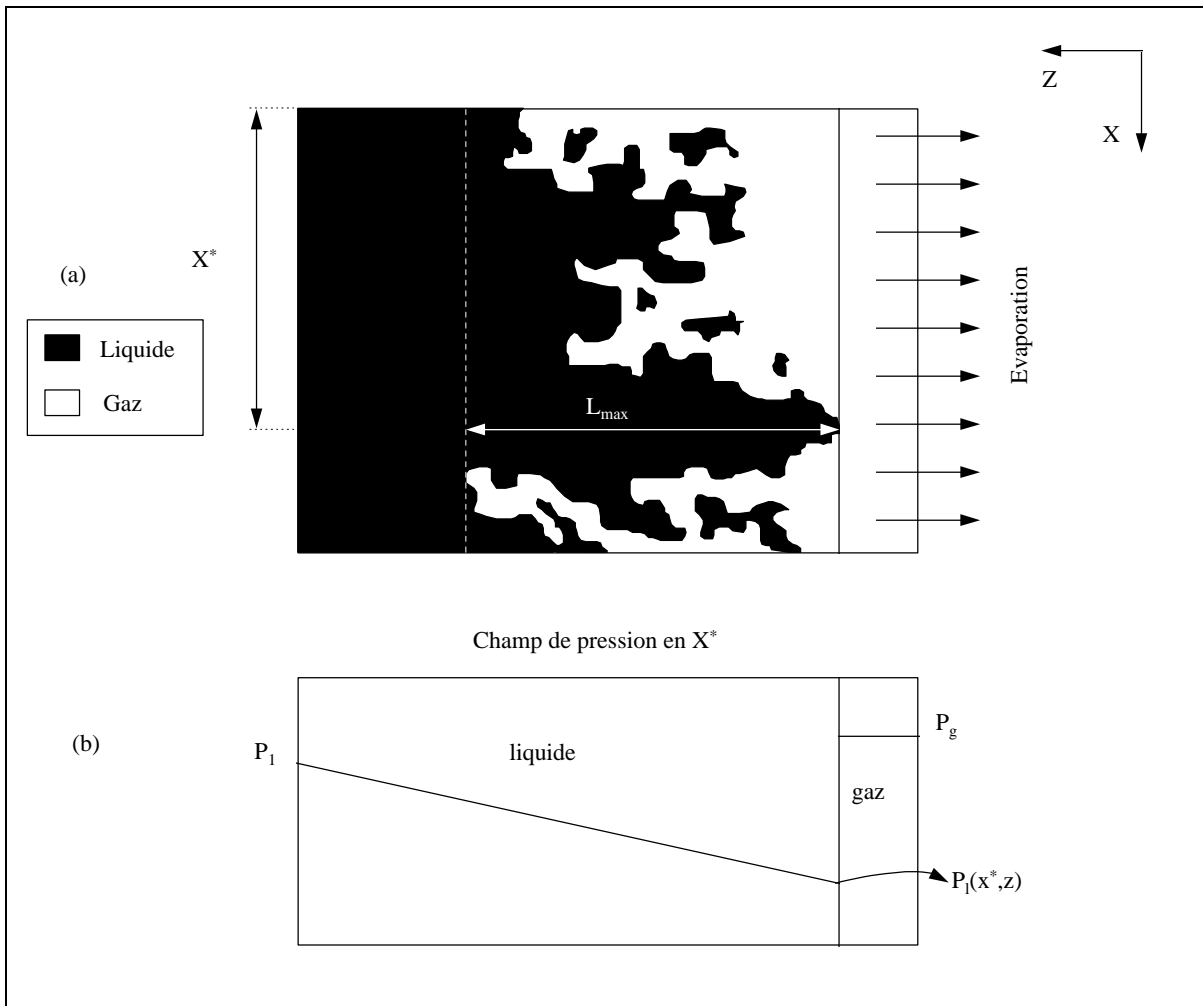 Z
X
X*
(a)
Liquide
Gaz
Lmax
Evaporation
Champ de pression en X*
(b)
P1
liquide
Pg
gaz
Pl(x*,z)